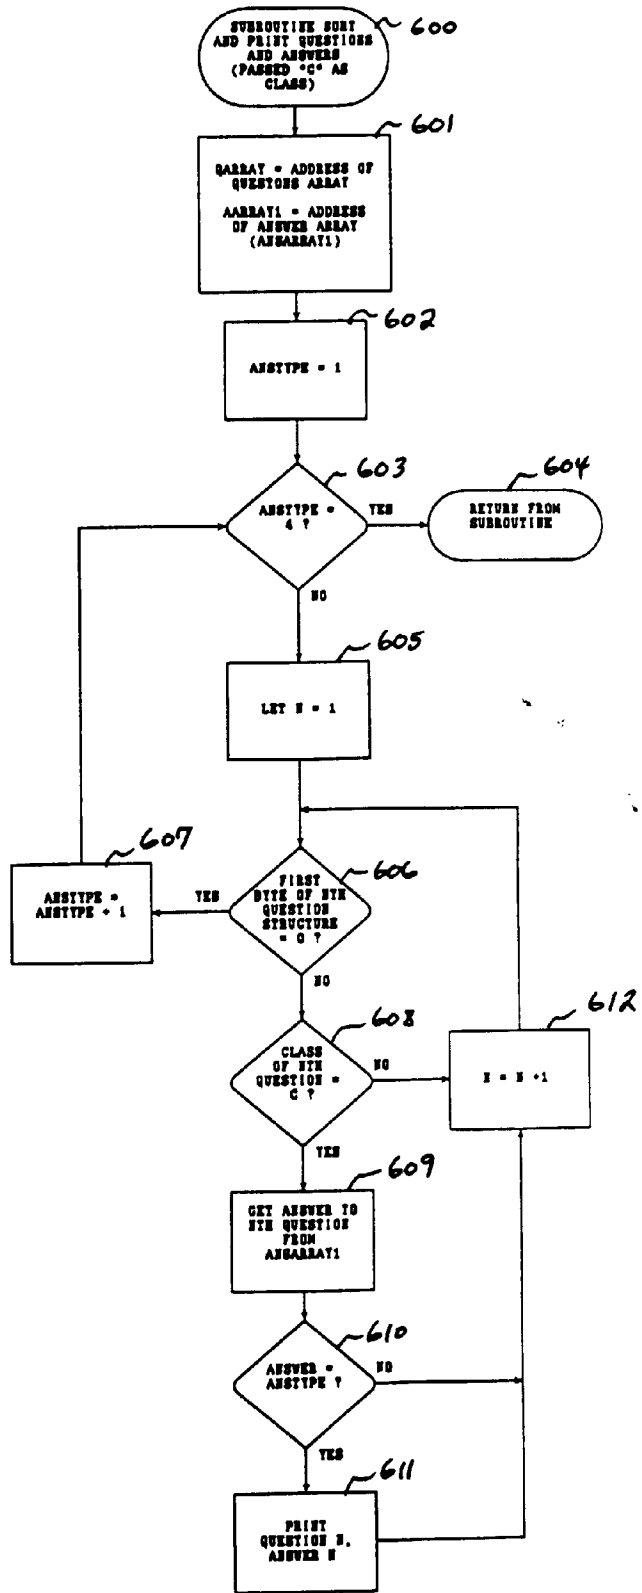 SUBROUTINE SORT
AND PRINT QUESTIONS
AND ANSWERS
(PASSED "C" AS
CLASS)
600
601
QARRAY = ADDRESS OF
QUESTONS ARRAY
AARRAY1 = ADDRESS
OF ANSWER ARRAY
(ANSARRAY1)
602
ANSTYPE = 1
603
ANSTYPE =
4 ?
YES
604
RETURN FROM
SUBROUTINE
NO
605
LET N = 1
607
ANSTYPE =
ANSTYPE + 1
YES
606
FIRST
BYTE OF NTH
QUESTION
STRUCTURE
= 0 ?
NO
608
CLASS
OF NTH
QUESTION =
C ?
NO
612
N = N +1
YES
609
GET ANSWER TO
NTH QUESTION
FROM
ANSARRAY1
610
ANSWER =
ANSTYPE ?
NO
YES
611
PRINT
QUESTION N,
ANSWER N